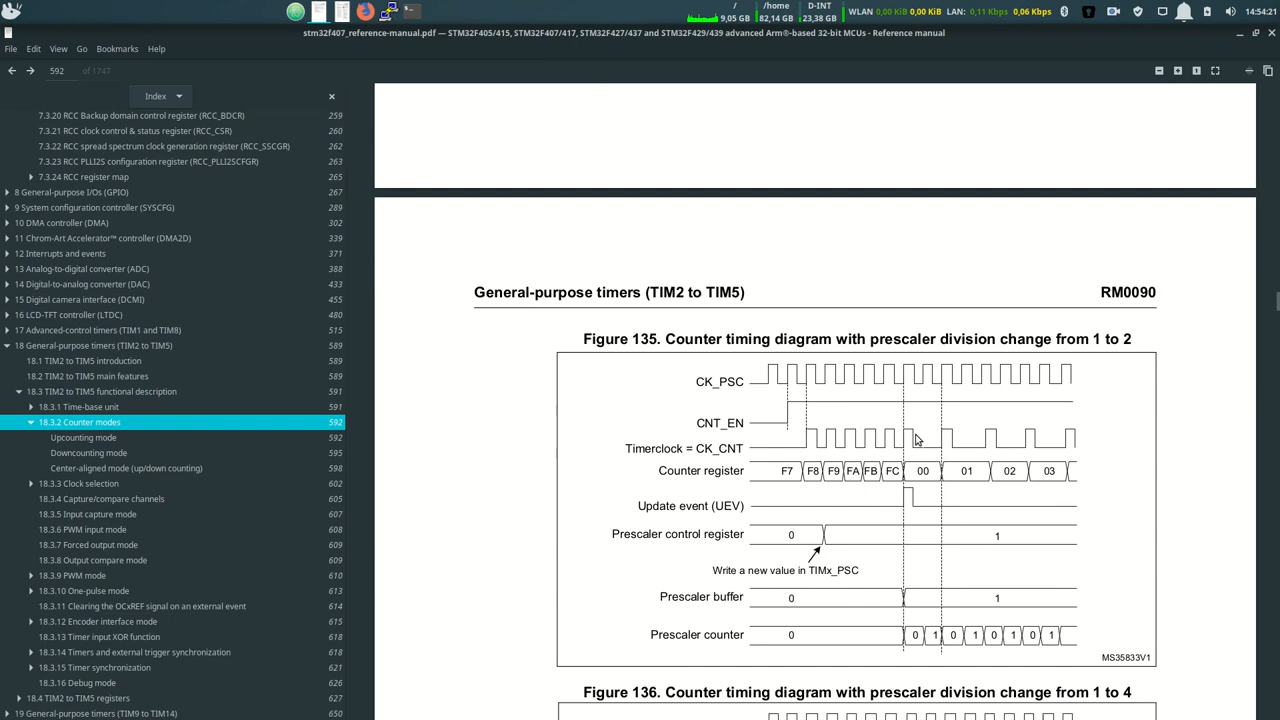 /home D-INT
9,05 GB 82,14 GB 23,38 GB WLAN 0,00 KiB 0,00 KiB LAN: 0,11 Kbps 0,06 Kbps 14:54:21
stm32f407_reference-manual.pdf — STM32F405/415, STM32F407/417, STM32F427/437 and STM32F429/439 advanced Arm®-based 32-bit MCUs - Reference manual
File Edit View Go Bookmarks Help
592 of 1747
Index
7.3.20 RCC Backup domain control register (RCC_BDCR) 259
7.3.21 RCC clock control & status register (RCC_CSR) 260
7.3.22 RCC spread spectrum clock generation register (RCC_SSCGR) 262
7.3.23 RCC PLLI2S configuration register (RCC_PLLI2SCFGR) 263
7.3.24 RCC register map 265
8 General-purpose I/Os (GPIO) 267
9 System configuration controller (SYSCFG) 289
10 DMA controller (DMA) 302
11 Chrom-Art Accelerator™ controller (DMA2D) 339
12 Interrupts and events 371
13 Analog-to-digital converter (ADC) 388
14 Digital-to-analog converter (DAC) 433
15 Digital camera interface (DCMI) 455
16 LCD-TFT controller (LTDC) 480
17 Advanced-control timers (TIM1 and TIM8) 515
18 General-purpose timers (TIM2 to TIM5) 589
18.1 TIM2 to TIM5 introduction 589
18.2 TIM2 to TIM5 main features 589
18.3 TIM2 to TIM5 functional description 591
18.3.1 Time-base unit 591
18.3.2 Counter modes 592
Upcounting mode 592
Downcounting mode 596
Center-aligned mode (up/down counting) 598
18.3.3 Clock selection 602
18.3.4 Capture/compare channels 605
18.3.5 Input capture mode 607
18.3.6 PWM input mode 608
18.3.7 Forced output mode 609
18.3.8 Output compare mode 609
18.3.9 PWM mode 610
18.3.10 One-pulse mode 613
18.3.11 Clearing the OCxREF signal on an external event 614
18.3.12 Encoder interface mode 615
18.3.13 Timer input XOR function 618
18.3.14 Timers and external trigger synchronization 618
18.3.15 Timer synchronization 621
18.3.16 Debug mode 626
18.4 TIM2 to TIM5 registers 627
19 General-purpose timers (TIM9 to TIM14) 650
General-purpose timers (TIM2 to TIM5) RM0090
Figure 135. Counter timing diagram with prescaler division change from 1 to 2
CK_PSC
CNT_EN
Timerclock = CK_CNT
Counter register F7 F8 F9 FA FB FC 00 01 02 03
Update event (UEV)
Prescaler control register 0 1
Write a new value in TIMx_PSC
Prescaler buffer 0 1
Prescaler counter 0 0 1 0 1 0 1 0 1
MS35833V1
Figure 136. Counter timing diagram with prescaler division change from 1 to 4